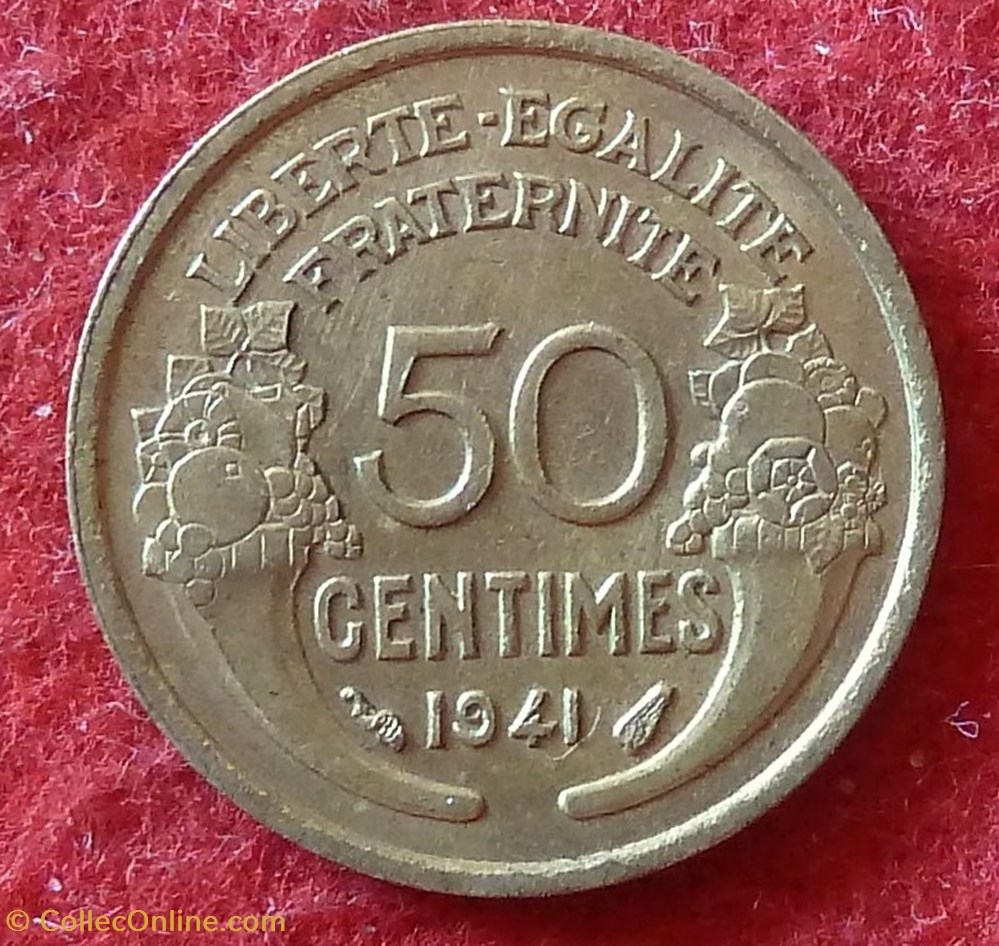 LIBERTE-EGALITE
FRATERNITE
50
CENTIMES
1941
© CollecOnline.com